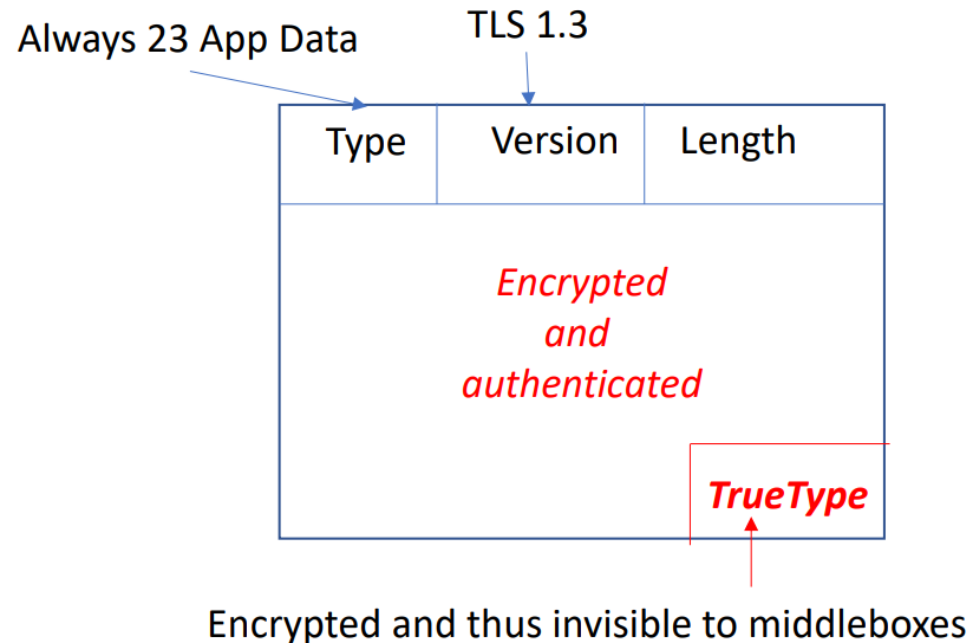 Always 23 App Data
TLS 1.3
Type
Version
Length
Encrypted
and
authenticated
TrueType
Encrypted and thus invisible to middleboxes